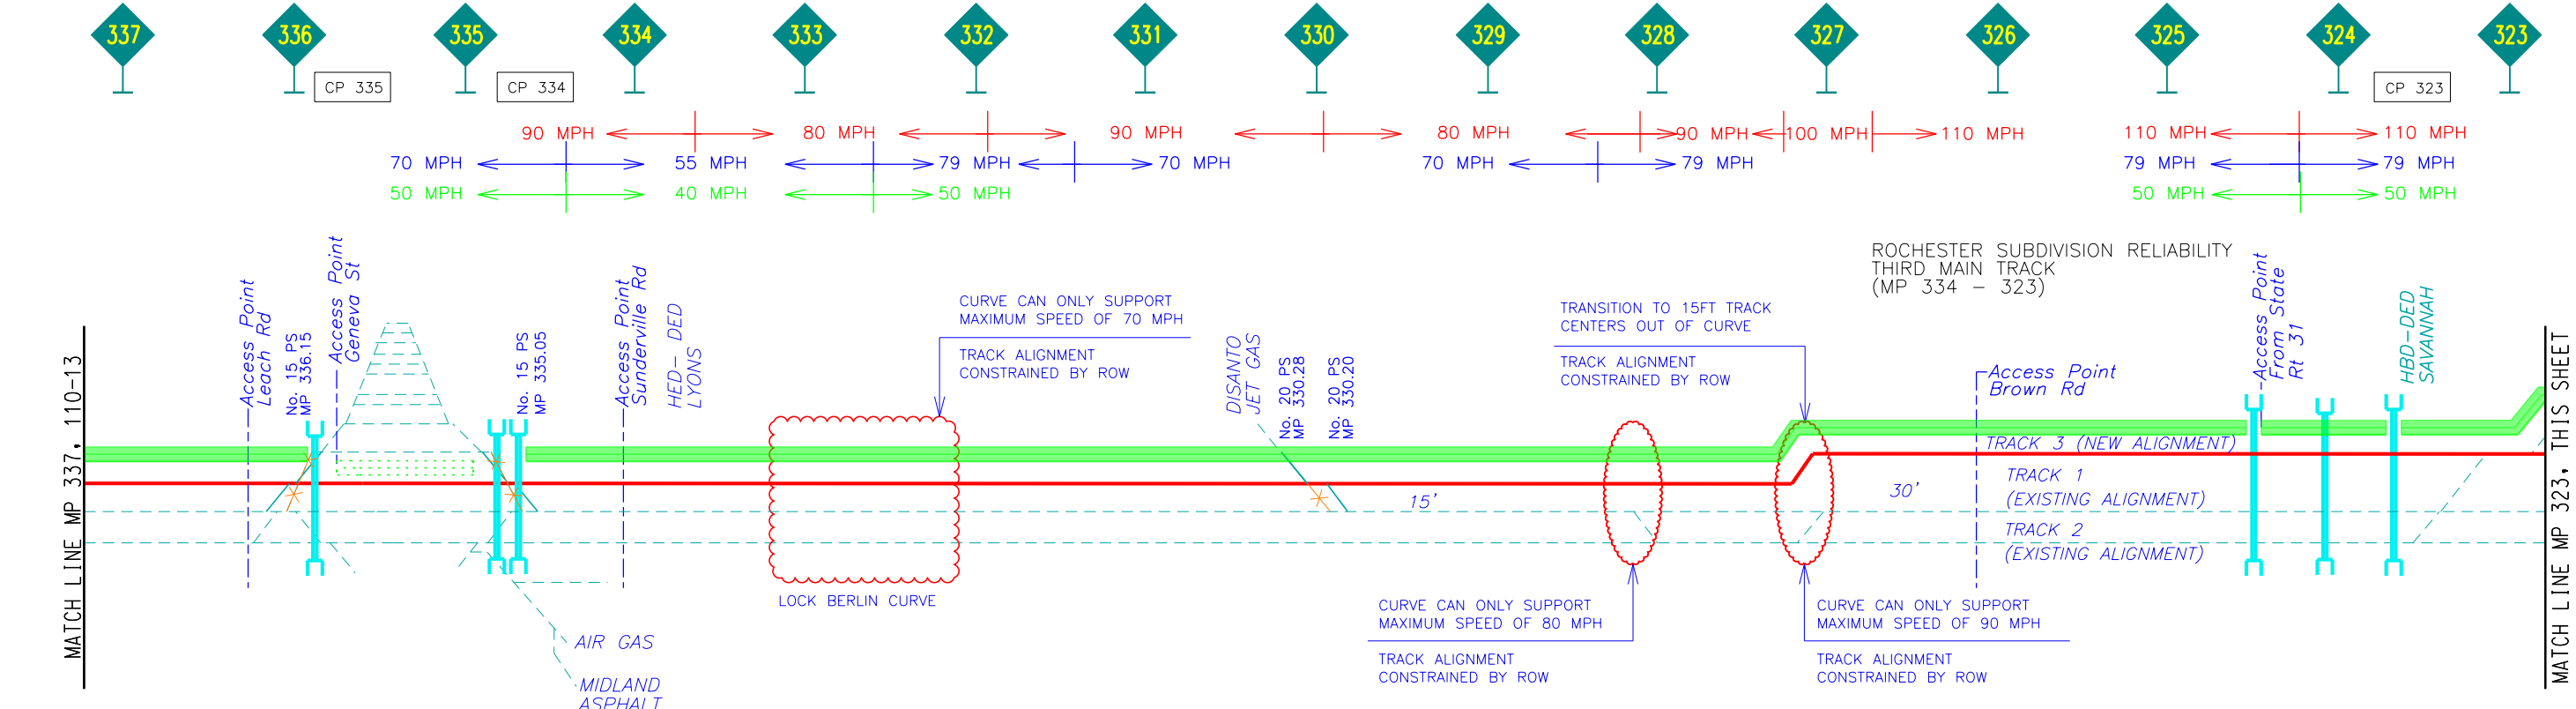 337 336 335 334 333 332 331 330 329 328 327 326 325 324 323
CP 335
CP 334
CP 323
90 MPH 80 MPH 90 MPH 80 MPH 90 MPH 100 MPH 110 MPH 110 MPH 110 MPH
70 MPH 55 MPH 79 MPH 70 MPH 70 MPH 79 MPH 79 MPH 79 MPH
50 MPH 40 MPH 50 MPH 50 MPH 50 MPH
ROCHESTER SUBDIVISION RELIABILITY
THIRD MAIN TRACK
(MP 334 - 323)
MATCH LINE MP 337, 110-13
Access Point
Leach Rd
No. 15 PS
MP 336.15
Access Point
Geneva St
No. 15 PS
MP 335.05
Access Point
Sunderville Rd
HED- DED
LYONS
CURVE CAN ONLY SUPPORT
MAXIMUM SPEED OF 70 MPH
TRACK ALIGNMENT
CONSTRAINED BY ROW
DISANTO
JET GAS
No. 20 PS
MP 330.28
No. 20 PS
MP 330.20
TRANSITION TO 15FT TRACK
CENTERS OUT OF CURVE
TRACK ALIGNMENT
CONSTRAINED BY ROW
Access Point
Brown Rd
Access Point
From State
Rt 31
HBD-DED
SAVANNAH
TRACK 3 (NEW ALIGNMENT)
TRACK 1
(EXISTING ALIGNMENT)
TRACK 2
(EXISTING ALIGNMENT)
15'
30'
LOCK BERLIN CURVE
AIR GAS
MIDLAND
ASPHALT
CURVE CAN ONLY SUPPORT
MAXIMUM SPEED OF 80 MPH
TRACK ALIGNMENT
CONSTRAINED BY ROW
CURVE CAN ONLY SUPPORT
MAXIMUM SPEED OF 90 MPH
TRACK ALIGNMENT
CONSTRAINED BY ROW
MATCH LINE MP 323, THIS SHEET